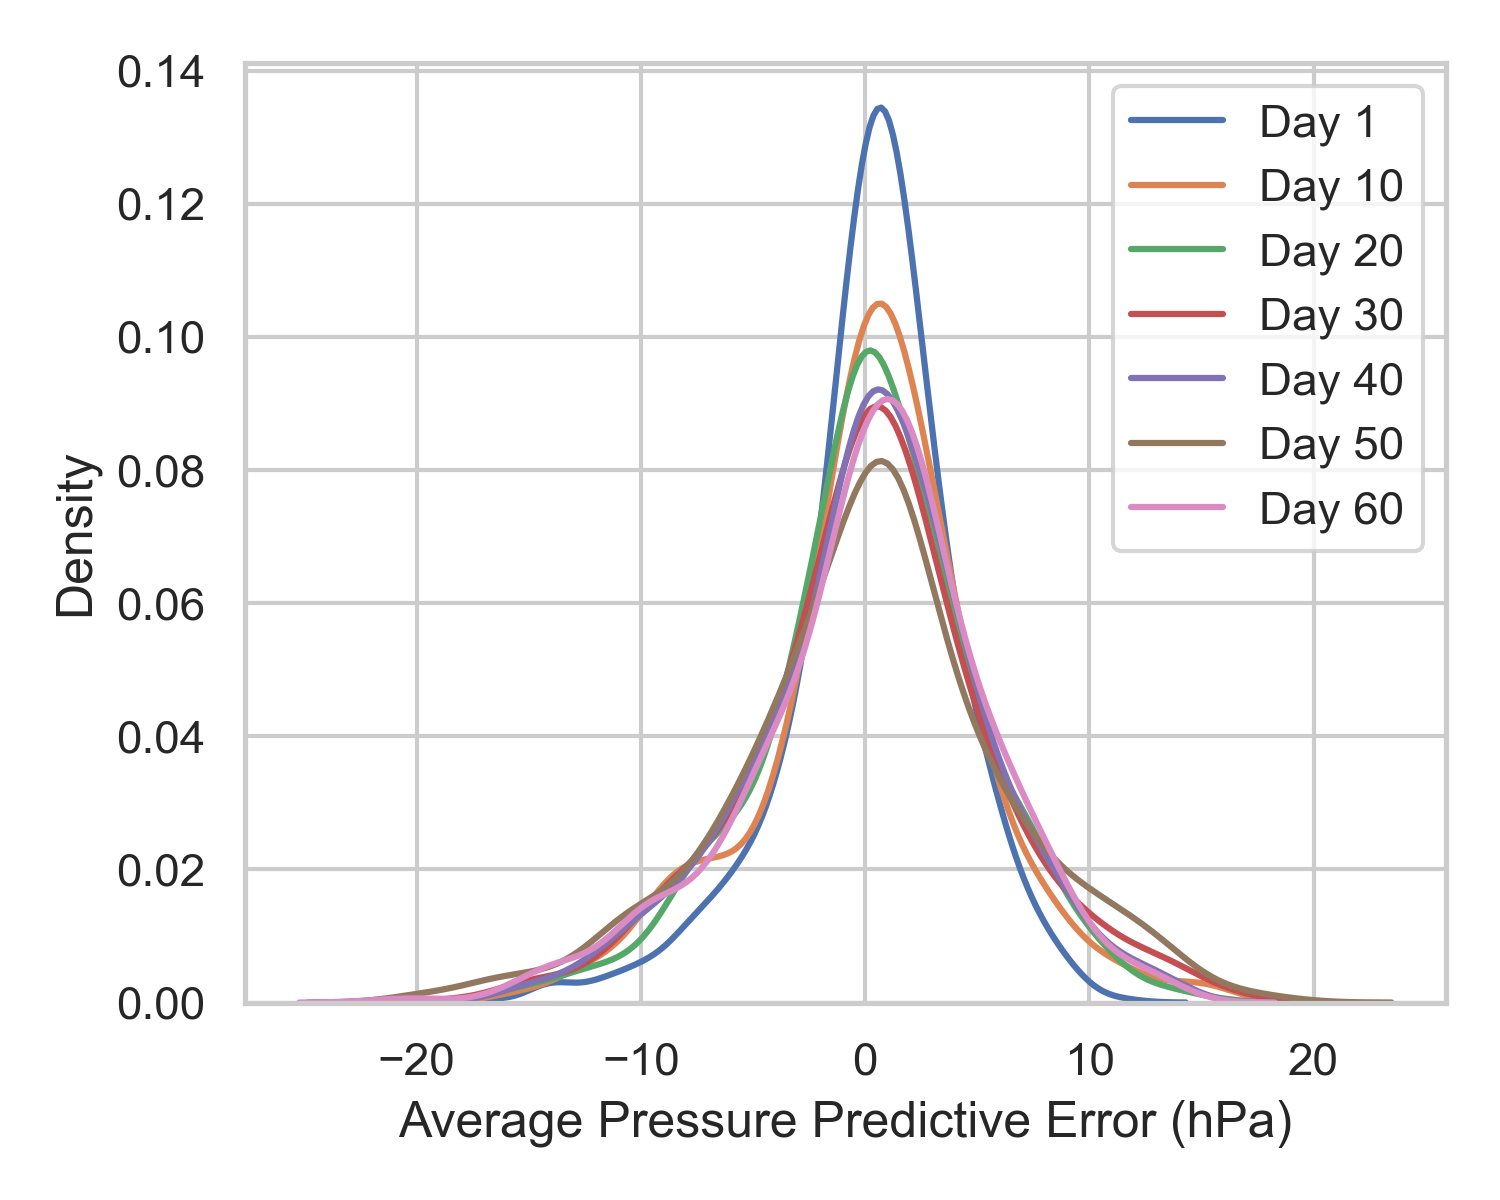 0.14
0.12
0.10
0.08
0.06
0.04
0.02
0.00
Density
−20
−10
0
10
20
Average Pressure Predictive Error (hPa)
Day 1
Day 10
Day 20
Day 30
Day 40
Day 50
Day 60